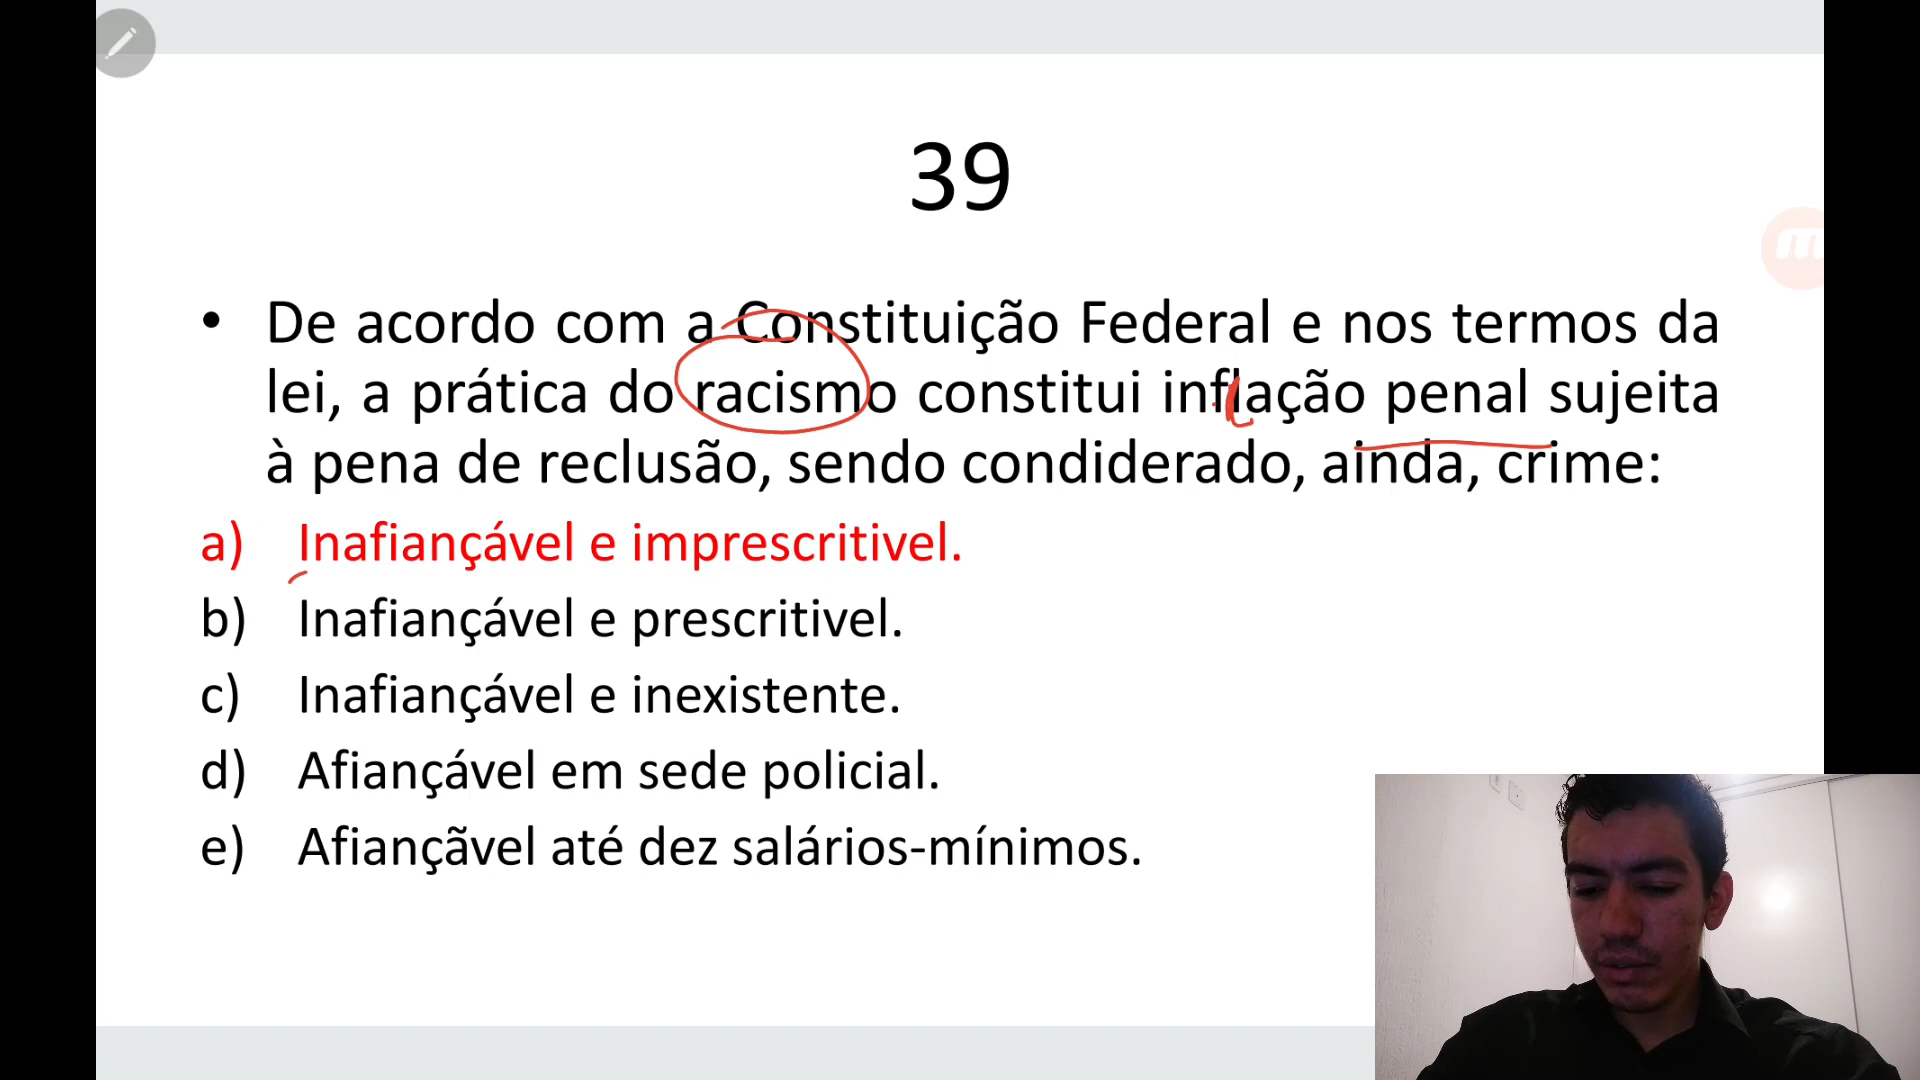 39
• De acordo com a Constituição Federal e nos termos da
lei, a prática do racismo constitui inflação penal sujeita
à pena de reclusão, sendo condiderado, ainda, crime:
a) Inafiançável e imprescritivel.
b) Inafiançável e prescritivel.
c) Inafiançável e inexistente.
d) Afiançável em sede policial.
e) Afiançãvel até dez salários-mínimos.